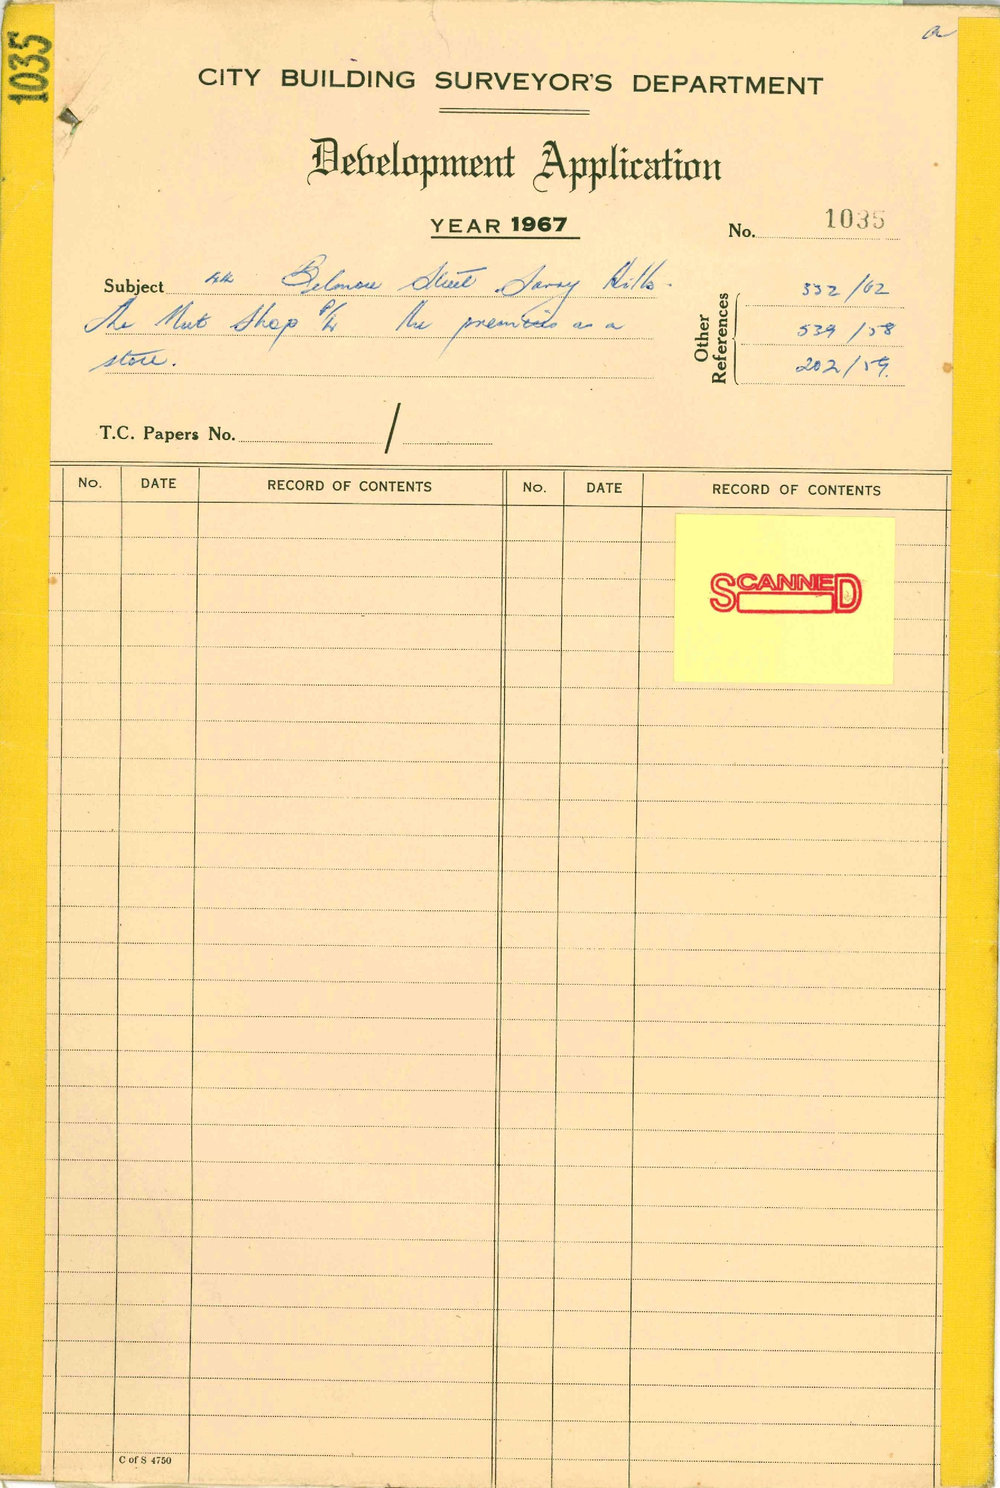 1035
a
CITY BUILDING SURVEYOR'S DEPARTMENT
Development Application
YEAR 1967
No. 1035
Subject 44 Belmore Street Surry Hills.
The Nut Shop P/L the premises as a
store.
Other References
332/62
534/58
202/59.
T.C. Papers No. /
No. DATE RECORD OF CONTENTS No. DATE RECORD OF CONTENTS
SCANNED
C of S 4750